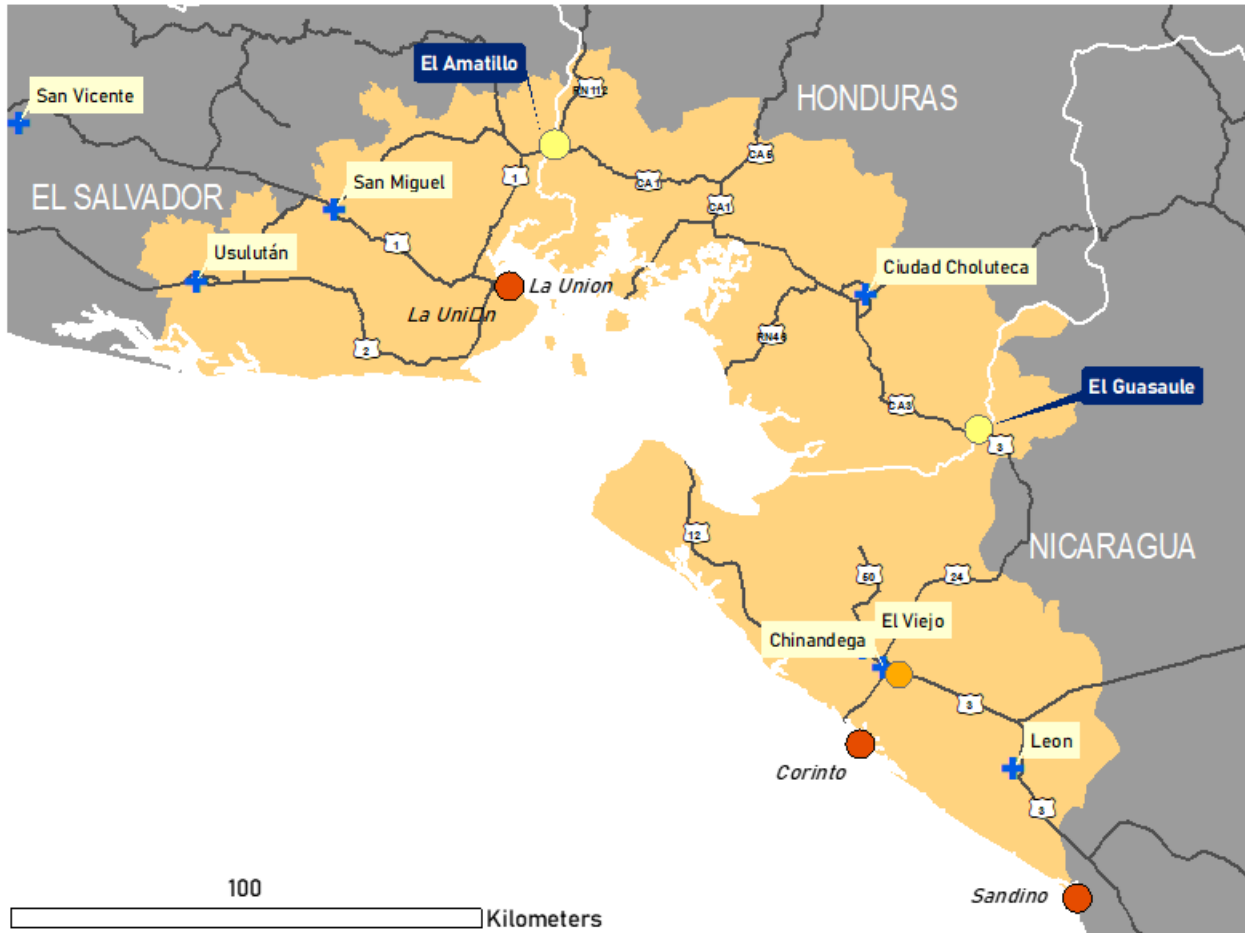 El Amatillo
San Vicente
RN112
HONDURAS
CA5
1
San Miguel
CA1
EL SALVADOR
CA1
Usulután
1
Ciudad Choluteca
La Union
La Uni□n
RN46
2
El Guasaule
CA3
3
12
NICARAGUA
50
24
El Viejo
Chinandega
3
Leon
Corinto
3
100
Sandino
Kilometers